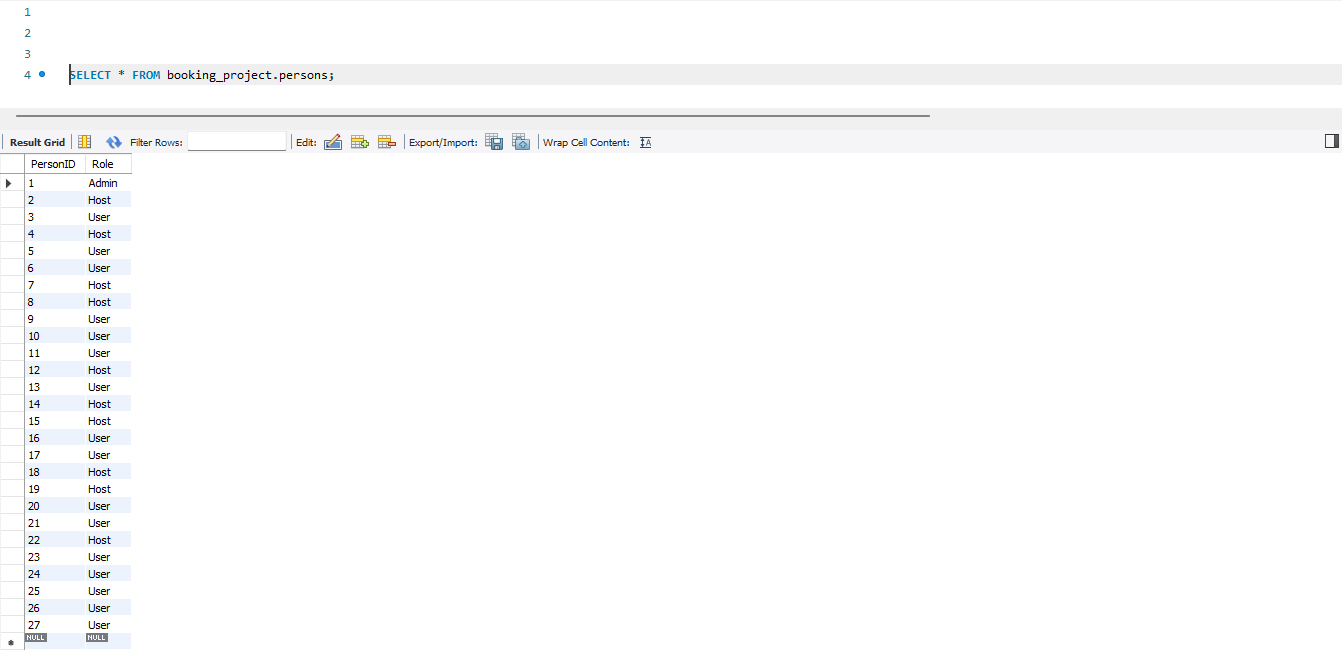 1
2
3
4 SELECT * FROM booking_project.persons;
Result Grid Filter Rows: Edit: Export/Import: Wrap Cell Content: IA
PersonID Role
1 Admin
2 Host
3 User
4 Host
5 User
6 User
7 Host
8 Host
9 User
10 User
11 User
12 Host
13 User
14 Host
15 Host
16 User
17 User
18 Host
19 Host
20 User
21 User
22 Host
23 User
24 User
25 User
26 User
27 User
NULL NULL